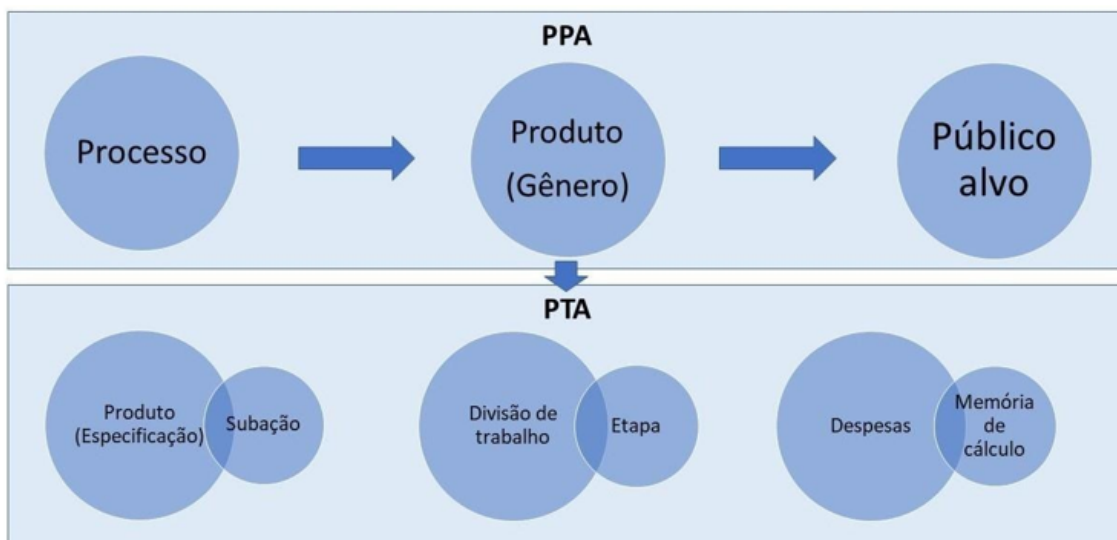 PPA
Processo
Produto
(Gênero)
Público
alvo
PTA
Produto
(Especificação)
Subação
Divisão de
trabalho
Etapa
Despesas
Memória
de
cálculo